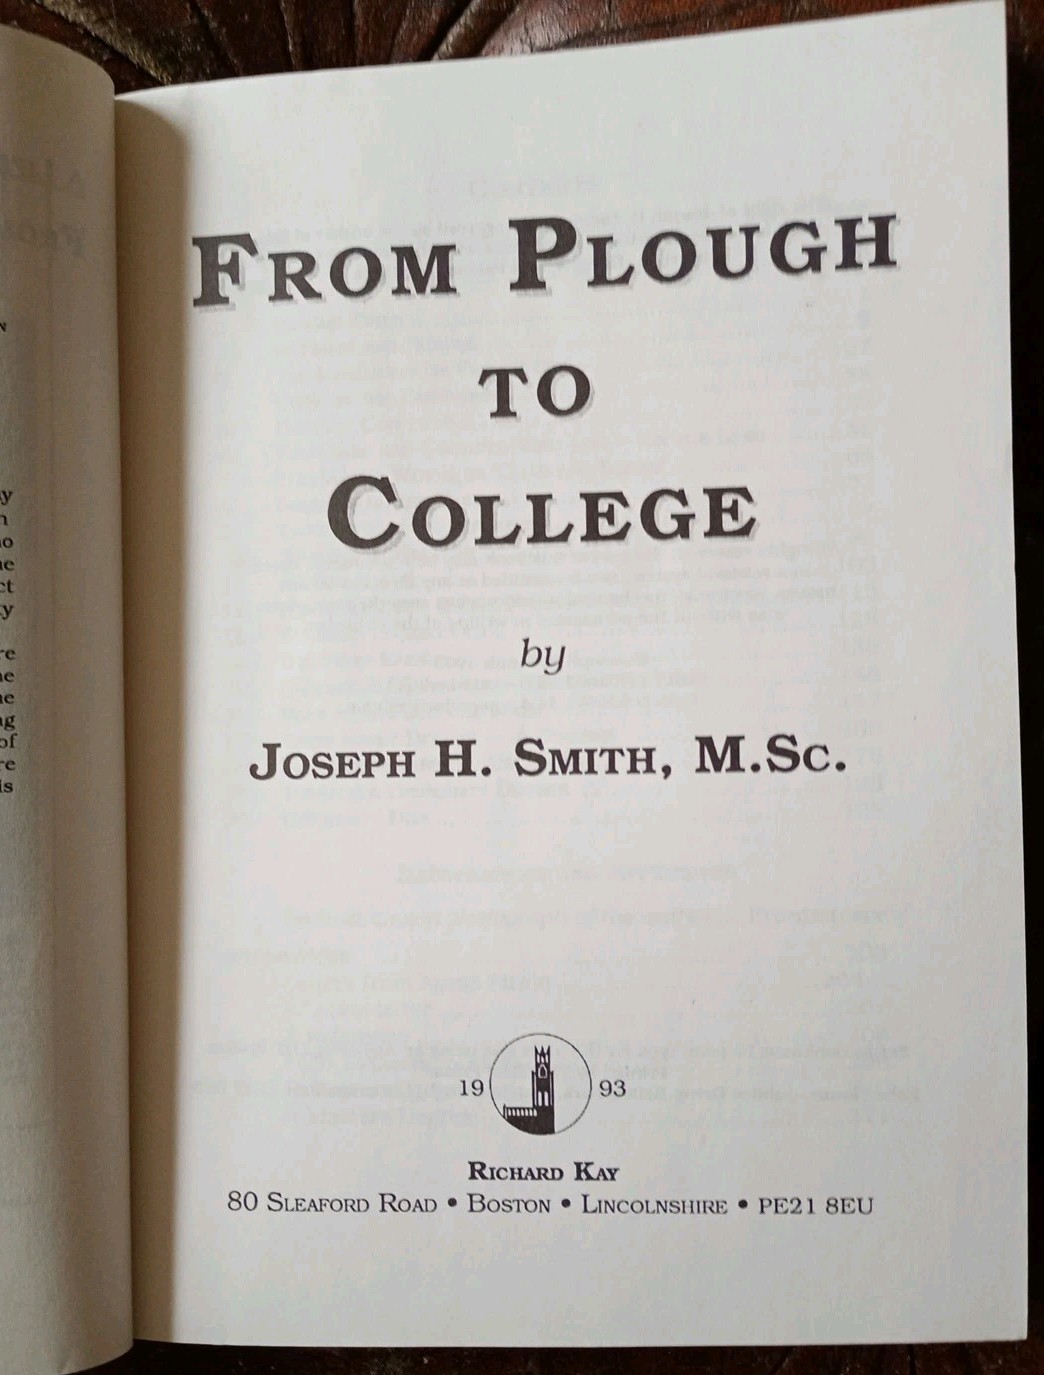 FROM PLOUGH
TO
COLLEGE
by
JOSEPH H. SMITH, M.SC.
19 93
RICHARD KAY
80 SLEAFORD ROAD • BOSTON • LINCOLNSHIRE • PE21 8EU